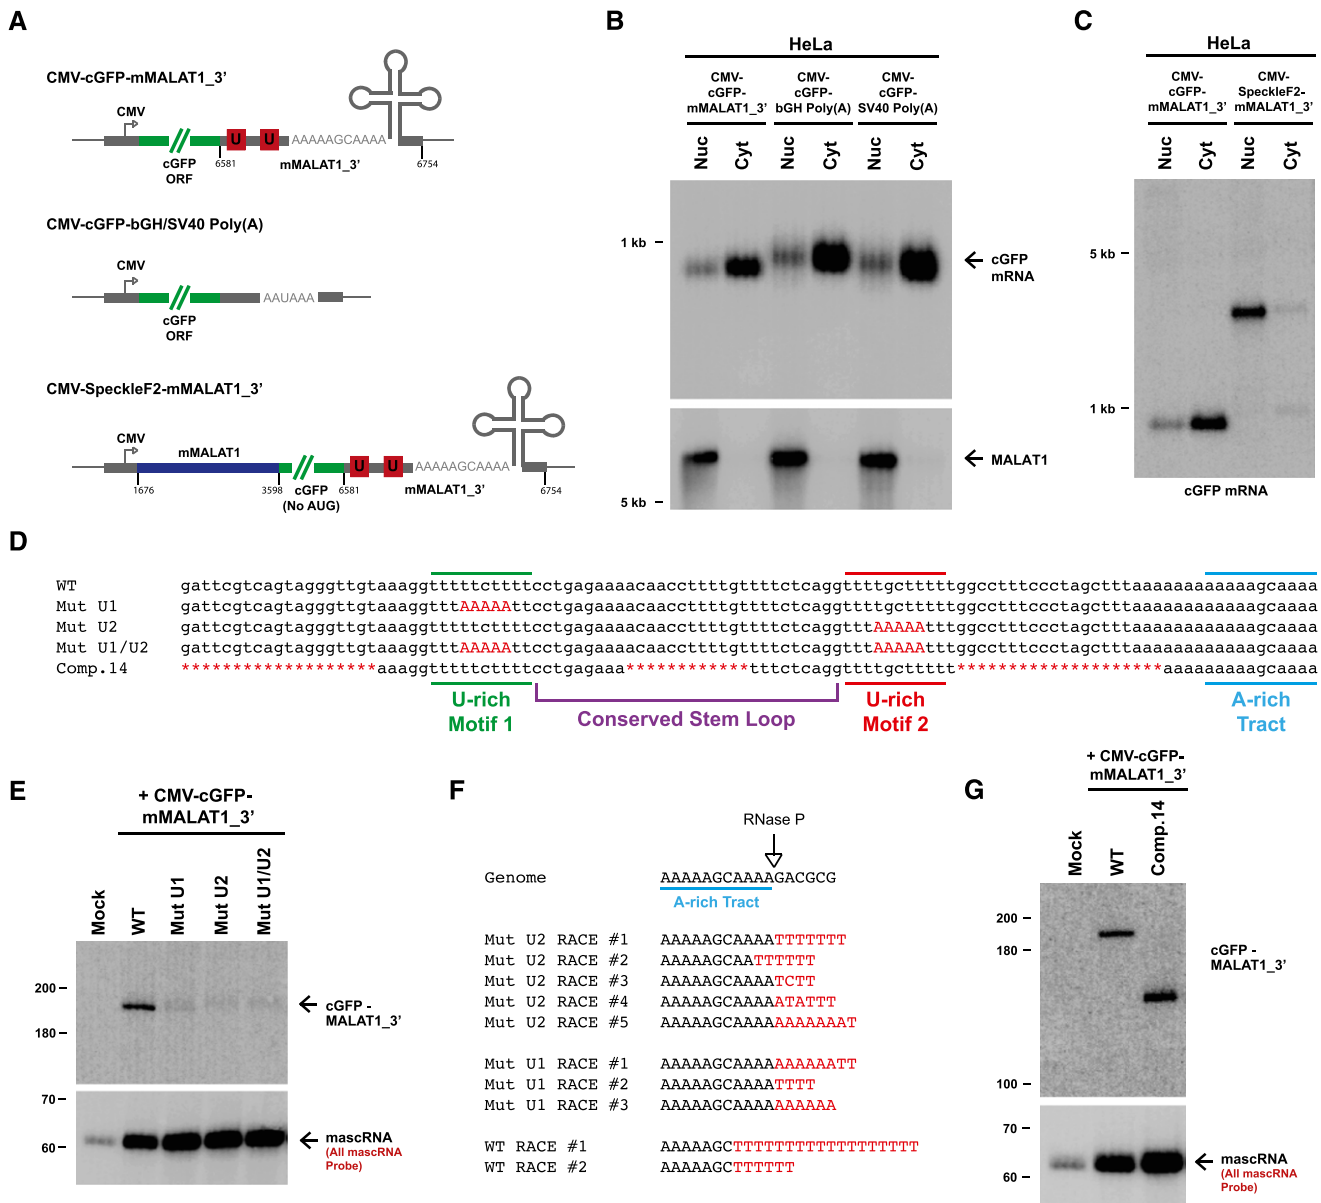 A
CMV-cGFP-mMALAT1_3’
CMV
U U
AAAAAGCAAAA
6581
6754
cGFP
ORF
mMALAT1_3’
CMV-cGFP-bGH/SV40 Poly(A)
CMV
AAUAAA
cGFP
ORF
CMV-SpeckleF2-mMALAT1_3’
CMV
mMALAT1
U U
AAAAAGCAAAA
1676
3598
6581
6754
cGFP
(No AUG)
mMALAT1_3’
B
HeLa
CMV-
cGFP-
mMALAT1_3’
CMV-
cGFP-
bGH Poly(A)
CMV-
cGFP-
SV40 Poly(A)
Nuc Cyt Nuc Cyt Nuc Cyt
1 kb
cGFP
mRNA
MALAT1
5 kb
C
HeLa
CMV-
cGFP-
mMALAT1_3’
CMV-
SpeckleF2-
mMALAT1_3’
Nuc Cyt Nuc Cyt
5 kb
1 kb
cGFP mRNA
D
WT gattcgtcagtagggttgtaaaggtttttcttttcctgagaaaacaaccttttgttttctcaggttttgctttttggcctttccctagctttaaaaaaaaaaaagcaaaa
Mut U1 gattcgtcagtagggttgtaaaggtttAAAAAttcctgagaaaacaaccttttgttttctcaggttttgctttttggcctttccctagctttaaaaaaaaaaaagcaaaa
Mut U2 gattcgtcagtagggttgtaaaggtttttcttttcctgagaaaacaaccttttgttttctcaggtttAAAAAtttggcctttccctagctttaaaaaaaaaaaagcaaaa
Mut U1/U2 gattcgtcagtagggttgtaaaggtttAAAAAttcctgagaaaacaaccttttgttttctcaggtttAAAAAtttggcctttccctagctttaaaaaaaaaaaagcaaaa
Comp.14 *******************aaaggtttttcttttcctgagaaa************tttctcaggttttgcttttt********************aaaaaaaaagcaaaa
U-rich
Motif 1
Conserved Stem Loop
U-rich
Motif 2
A-rich
Tract
E
+ CMV-cGFP-
mMALAT1_3’
Mock WT Mut U1 Mut U2 Mut U1/U2
200
180
cGFP -
MALAT1_3’
70
60
mascRNA
(All mascRNA
Probe)
F
RNase P
Genome AAAAAGCAAAAGACGCG
A-rich Tract
Mut U2 RACE #1 AAAAAGCAAAATTTTTTT
Mut U2 RACE #2 AAAAAGCAATTTTTT
Mut U2 RACE #3 AAAAAGCAAAATCTT
Mut U2 RACE #4 AAAAAGCAAAAATATTT
Mut U2 RACE #5 AAAAAGCAAAAAAAAAAAT
Mut U1 RACE #1 AAAAAGCAAAAAAAAAATT
Mut U1 RACE #2 AAAAAGCAAAATTTT
Mut U1 RACE #3 AAAAAGCAAAAAAAAAA
WT RACE #1 AAAAAGCTTTTTTTTTTTTTTTTTT
WT RACE #2 AAAAAGCTTTTTT
G
+ CMV-cGFP-
mMALAT1_3’
Mock WT Comp.14
200
180
cGFP -
MALAT1_3’
100
70
60
mascRNA
(All mascRNA
Probe)